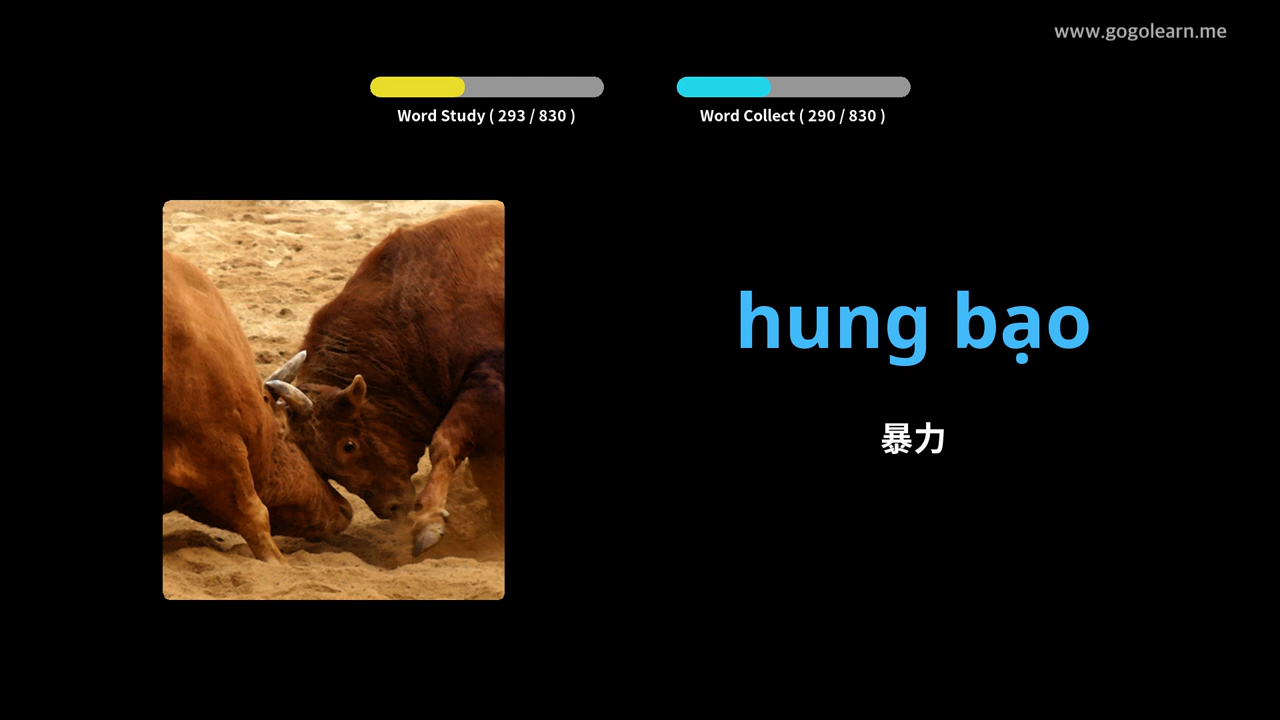 www.gogolearn.me
Word Study ( 293 / 830 )
Word Collect ( 290 / 830 )
hung bạo
暴力